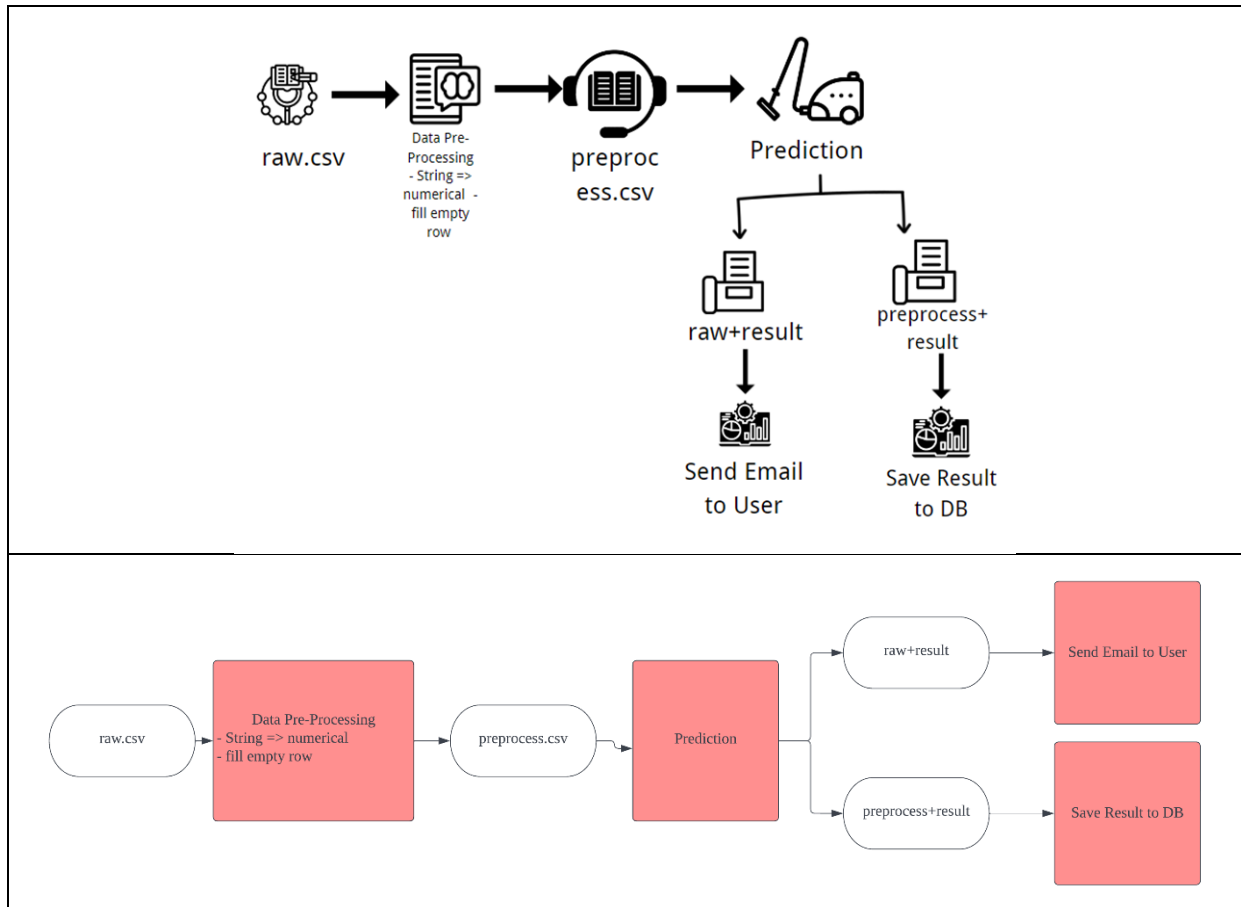 raw.csv
Data Pre-
Processing
- String =>
numerical -
fill empty
row
preproc
ess.csv
Prediction
raw+result
preprocess+
result
Send Email
to User
Save Result
to DB
raw.csv
Data Pre-Processing
- String => numerical
- fill empty row
preprocess.csv
Prediction
raw+result
Send Email to User
preprocess+result
Save Result to DB